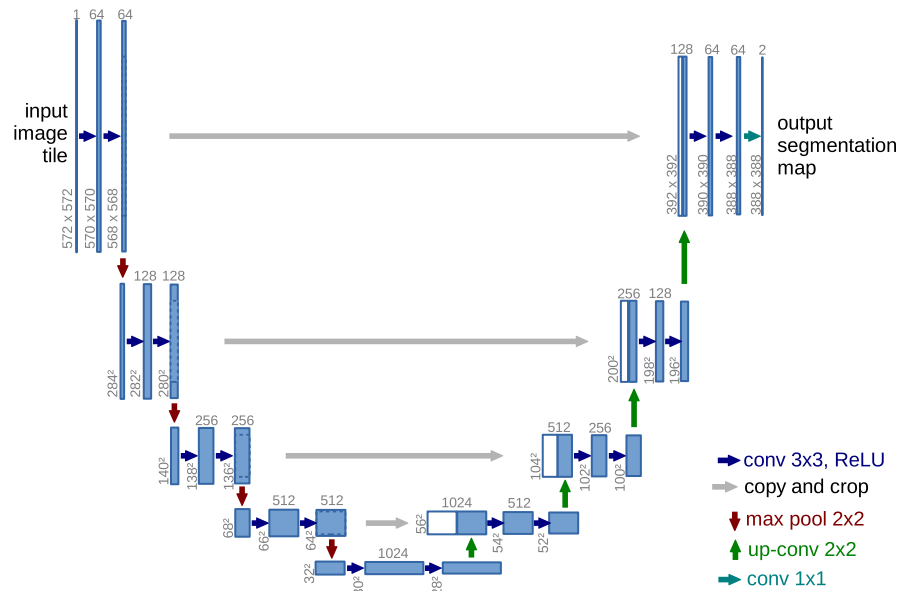 1 64 64
128 64 64 2
input
image
tile
output
segmentation
map
572 x 572
570 x 570
568 x 568
392 x 392
390 x 390
388 x 388
388 x 388
128 128
256 128
284²
282²
280²
200²
198²
196²
256 256
512 256
140²
138²
136²
104²
102²
100²
512 512
1024 512
68²
66²
64²
56²
54²
52²
1024
32²
conv 3x3, ReLU
copy and crop
max pool 2x2
up-conv 2x2
conv 1x1